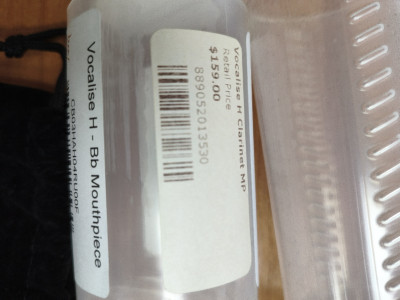 Vocalise H Clarinet MP
Retail Price
$159.00
889052013530
Vocalise H - Bb Mouthpiece